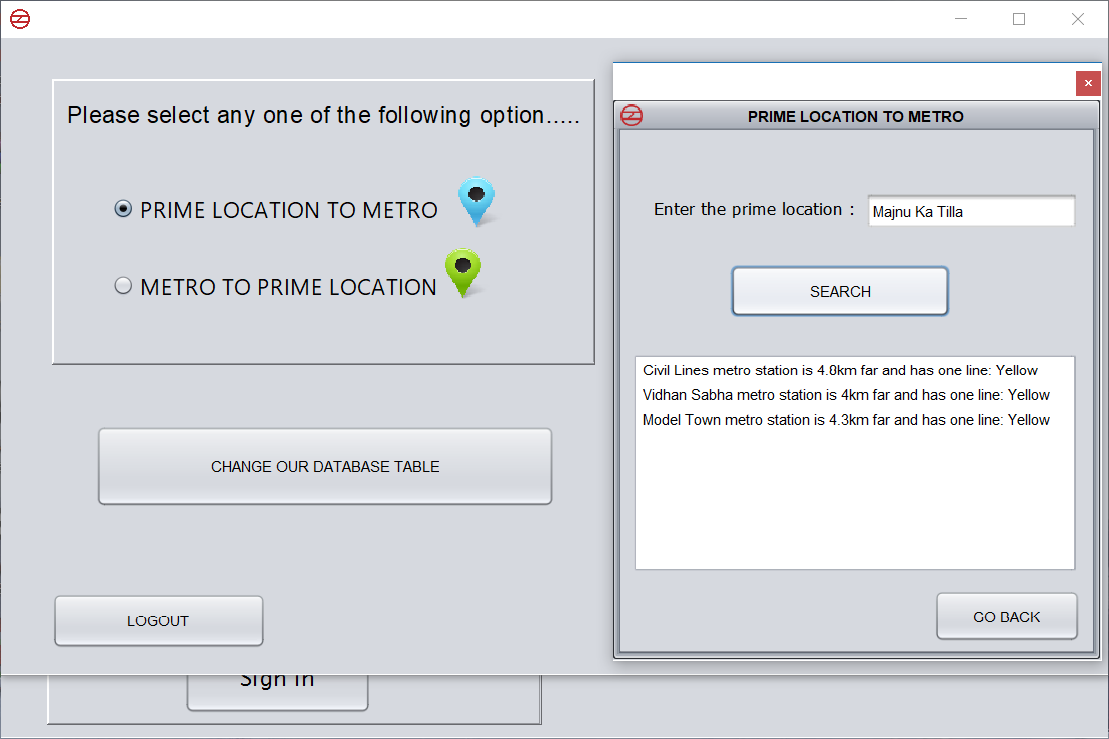 Please select any one of the following option.....
PRIME LOCATION TO METRO
METRO TO PRIME LOCATION
CHANGE OUR DATABASE TABLE
LOGOUT
Sign In
PRIME LOCATION TO METRO
Enter the prime location :
Majnu Ka Tilla
SEARCH
Civil Lines metro station is 4.8km far and has one line: Yellow
Vidhan Sabha metro station is 4km far and has one line: Yellow
Model Town metro station is 4.3km far and has one line: Yellow
GO BACK